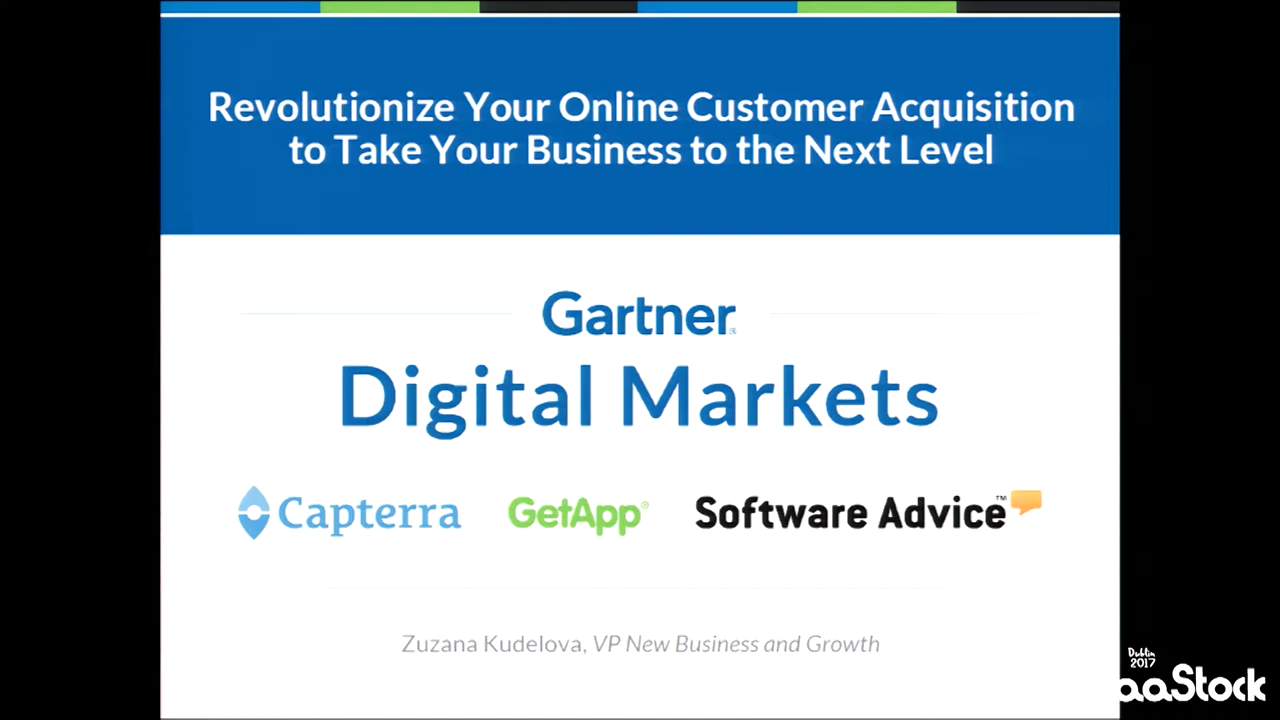 Revolutionize Your Online Customer Acquisition
to Take Your Business to the Next Level
Gartner®
Digital Markets
Capterra
GetApp®
Software Advice™
Zuzana Kudelova, VP New Business and Growth
Dublin
2017
aaStock